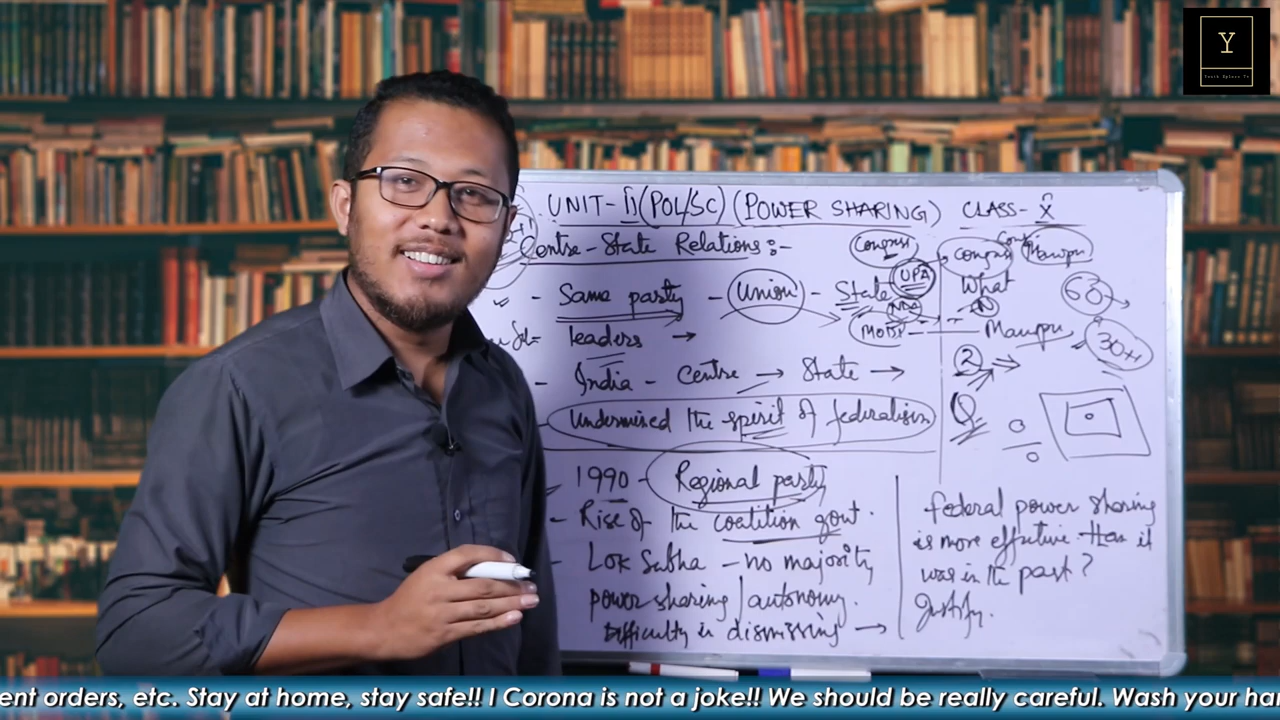 Y
UNIT-II (POL/SC) (POWER SHARING) CLASS- X
Centre-State Relations :-
- Same party - Union - State
leaders →
- India - Centre → State →
Undermined the spirit of federalism
1990 - Regional party
- Rise of the coalition govt.
- Lok Sabha - no majority
power sharing / autonomy.
Difficulty in dismissing →
Congress
UPA
NDA
Modi
Congress Manipur
What
60
Manipur
30+1
2
Q
federal power sharing
is more effective than it
was in the past?
Justify.
ent orders, etc. Stay at home, stay safe!! I Corona is not a joke!! We should be really careful. Wash your ha